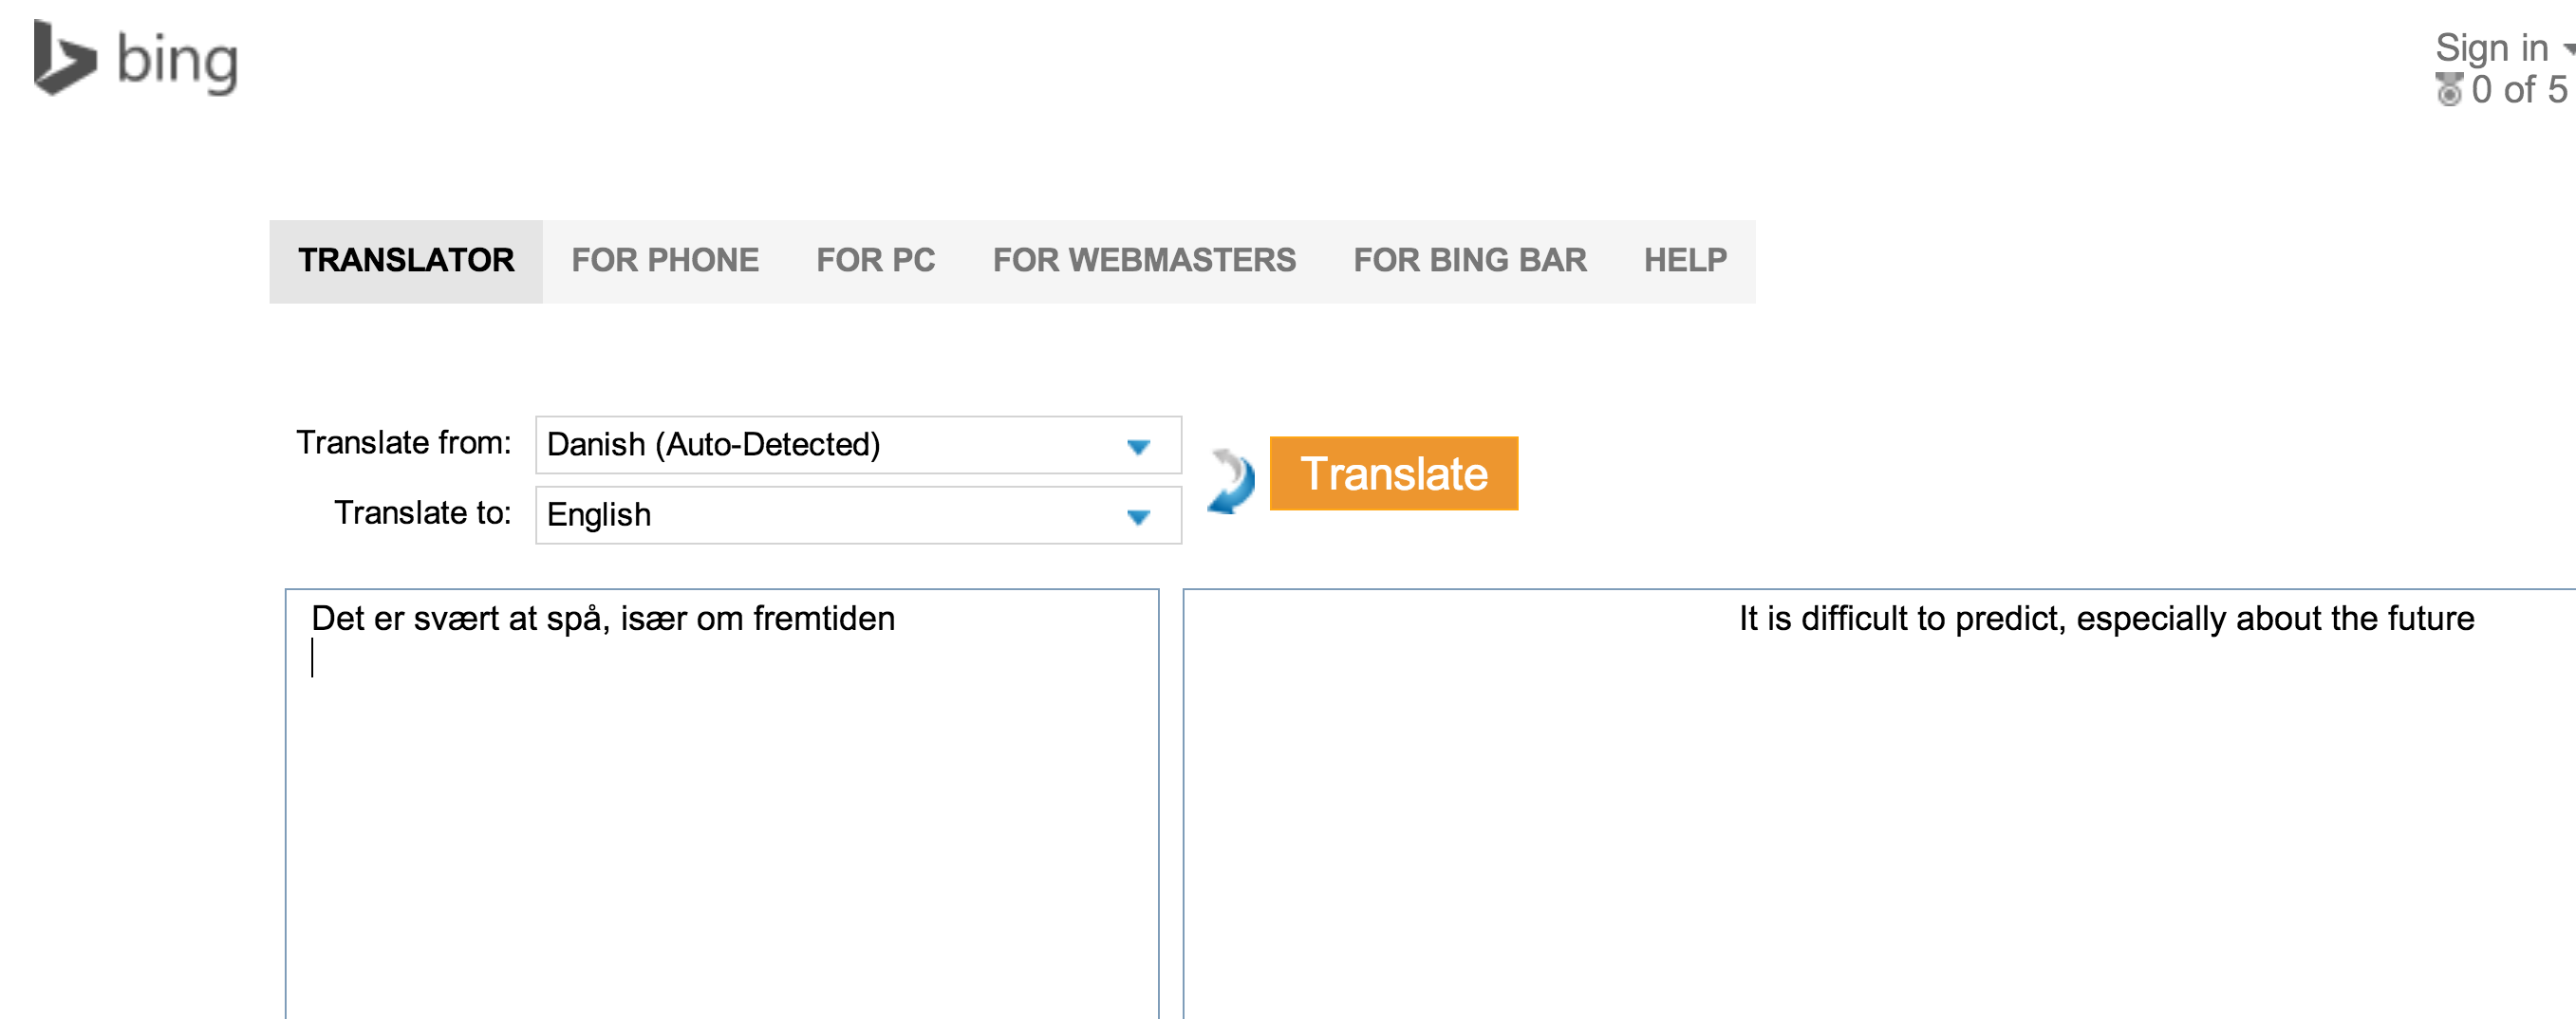 bing
Sign in
0 of 5
TRANSLATOR FOR PHONE FOR PC FOR WEBMASTERS FOR BING BAR HELP
Translate from: Danish (Auto-Detected)
Translate to: English
Translate
Det er svært at spå, især om fremtiden
It is difficult to predict, especially about the future